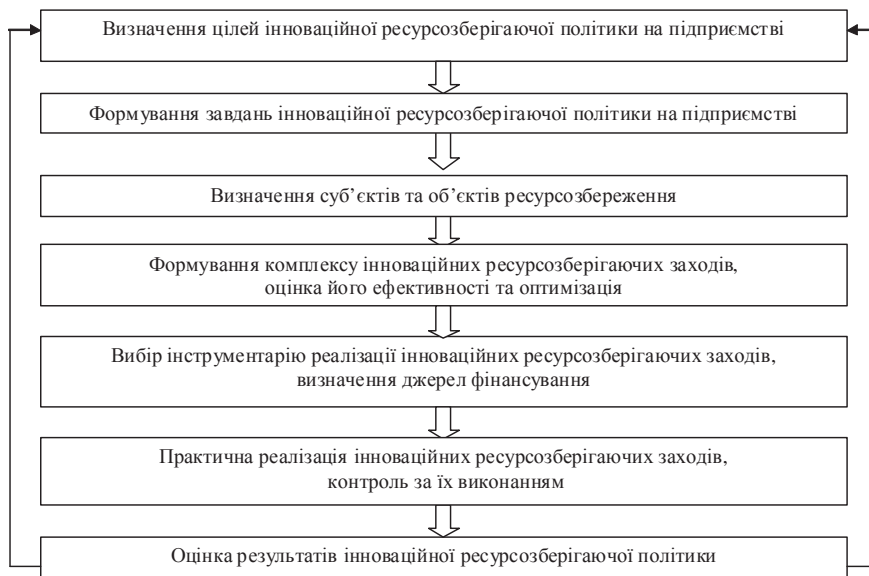 Визначення цілей інноваційної ресурсозберігаючої політики на підприємстві
Формування завдань інноваційної ресурсозберігаючої політики на підприємстві
Визначення суб’єктів та об’єктів ресурсозбереження
Формування комплексу інноваційних ресурсозберігаючих заходів,
оцінка його ефективності та оптимізація
Вибір інструментарію реалізації інноваційних ресурсозберігаючих заходів,
визначення джерел фінансування
Практична реалізація інноваційних ресурсозберігаючих заходів,
контроль за їх виконанням
Оцінка результатів інноваційної ресурсозберігаючої політики